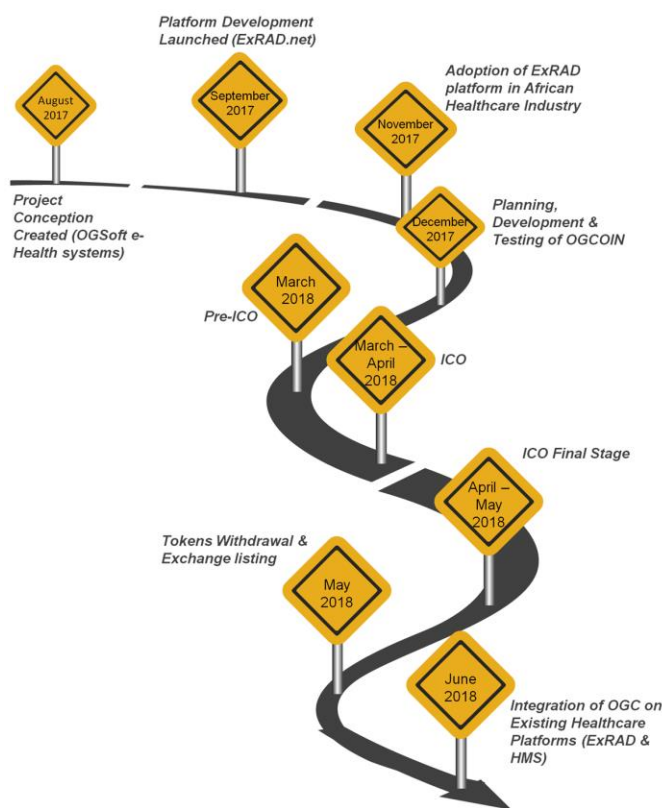 Platform Development
Launched (ExRAD.net)
August
2017
September
2017
Adoption of ExRAD
platform in African
Healthcare Industry
November
2017
Project
Conception
Created (OGSoft e-
Health systems)
December
2017
Planning,
Development &
Testing of OGCOIN
March
2018
Pre-ICO
March –
April
2018
ICO
ICO Final Stage
April –
May
2018
Tokens Withdrawal &
Exchange listing
May
2018
June
2018
Integration of OGC on
Existing Healthcare
Platforms (ExRAD &
HMS)